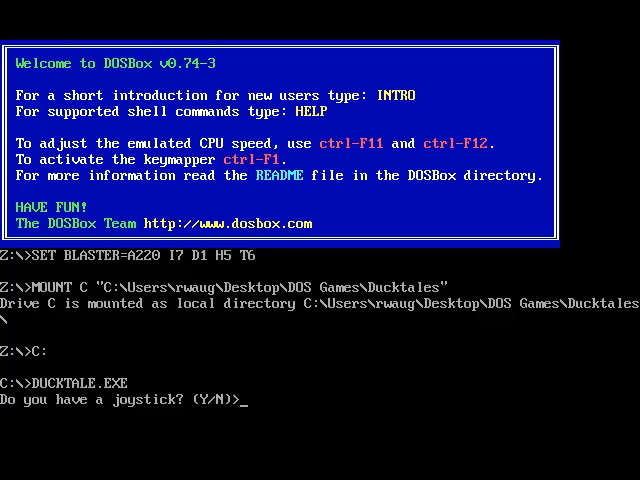 Welcome to DOSBox v0.74-3
For a short introduction for new users type: INTRO
For supported shell commands type: HELP
To adjust the emulated CPU speed, use ctrl-F11 and ctrl-F12.
To activate the keymapper ctrl-F1.
For more information read the README file in the DOSBox directory.
HAVE FUN!
The DOSBox Team http://www.dosbox.com
Z:\>SET BLASTER=A220 I7 D1 H5 T6
Z:\>MOUNT C "C:\Users\rwaug\Desktop\DOS Games\Ducktales"
Drive C is mounted as local directory C:\Users\rwaug\Desktop\DOS Games\Ducktales
\
Z:\>C:
C:\>DUCKTALE.EXE
Do you have a joystick? (Y/N)>_